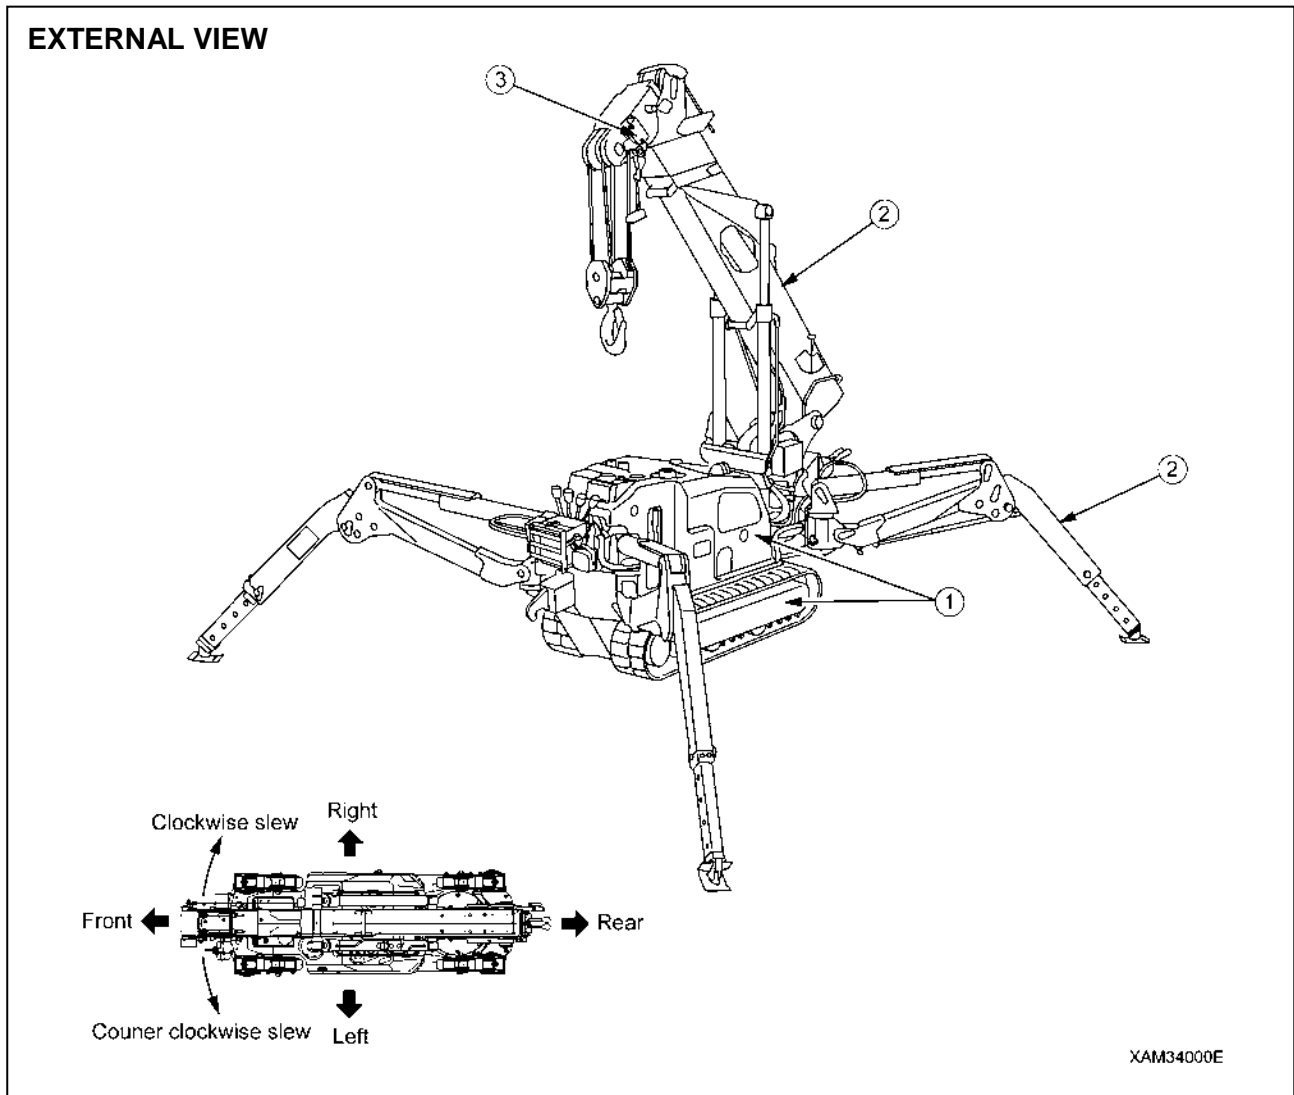 EXTERNAL VIEW
3
2
2
1
Right
Clockwise slew
Front
Rear
Couner clockwise slew
Left
XAM34000E